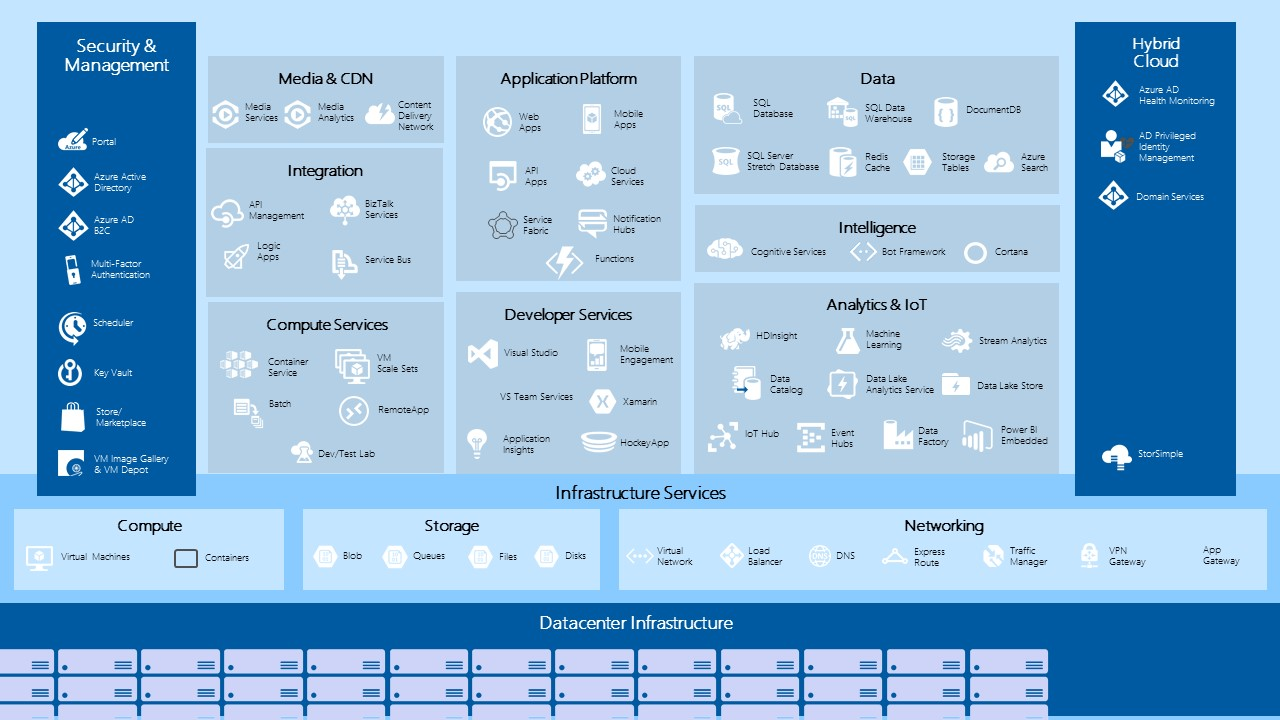 Security &
Management
Azure
Portal
Azure Active
Directory
Azure AD
B2C
Multi-Factor
Authentication
Scheduler
Key Vault
Store/
Marketplace
VM Image Gallery
& VM Depot
Media & CDN
Media
Services
Media
Analytics
Content
Delivery
Network
Integration
API
Management
BizTalk
Services
Logic
Apps
Service Bus
Compute Services
Container
Service
VM
Scale Sets
Batch
RemoteApp
Dev/Test Lab
Application Platform
Web
Apps
Mobile
Apps
API
Apps
Cloud
Services
Service
Fabric
Notification
Hubs
Functions
Developer Services
Visual Studio
Mobile
Engagement
VS Team Services
Xamarin
Application
Insights
HockeyApp
Data
SQL
SQL
Database
SQL
SQL Data
Warehouse
DocumentDB
SQL
SQL Server
Stretch Database
Redis
Cache
Storage
Tables
Azure
Search
Intelligence
Cognitive Services
Bot Framework
Cortana
Analytics & IoT
HDInsight
Machine
Learning
Stream Analytics
Data
Catalog
Data Lake
Analytics Service
Data Lake Store
IoT Hub
Event
Hubs
Data
Factory
Power BI
Embedded
Hybrid
Cloud
Azure AD
Health Monitoring
AD Privileged
Identity
Management
Domain Services
StorSimple
Infrastructure Services
Compute
Virtual Machines
Containers
Storage
Blob
Queues
Files
Disks
Networking
Virtual
Network
Load
Balancer
DNS
DNS
Express
Route
Traffic
Manager
VPN
Gateway
App
Gateway
Datacenter Infrastructure